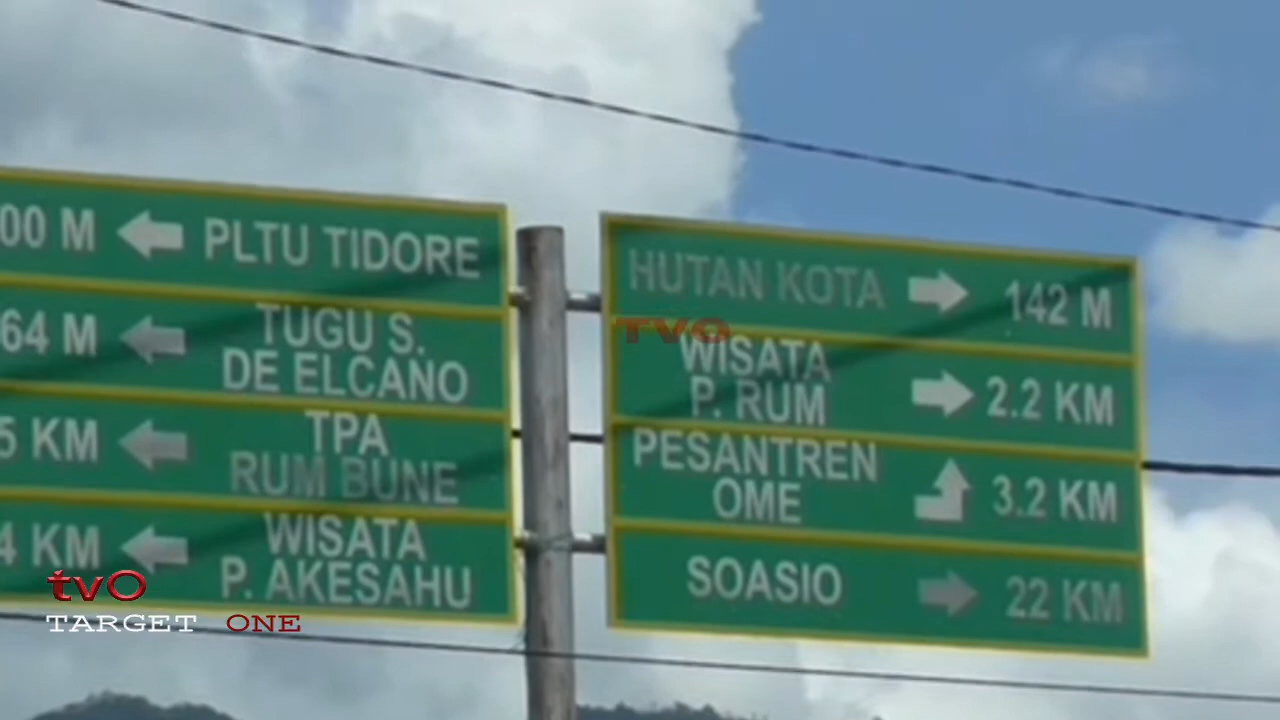 00 M PLTU TIDORE
64 M TUGU S.
DE ELCANO
5 KM TPA
RUM BUNE
4 KM WISATA
P. AKESAHU
HUTAN KOTA 142 M
TVO
WISATA
P. RUM 2.2 KM
PESANTREN
OME 3.2 KM
SOASIO 22 KM
tvO
TARGET ONE